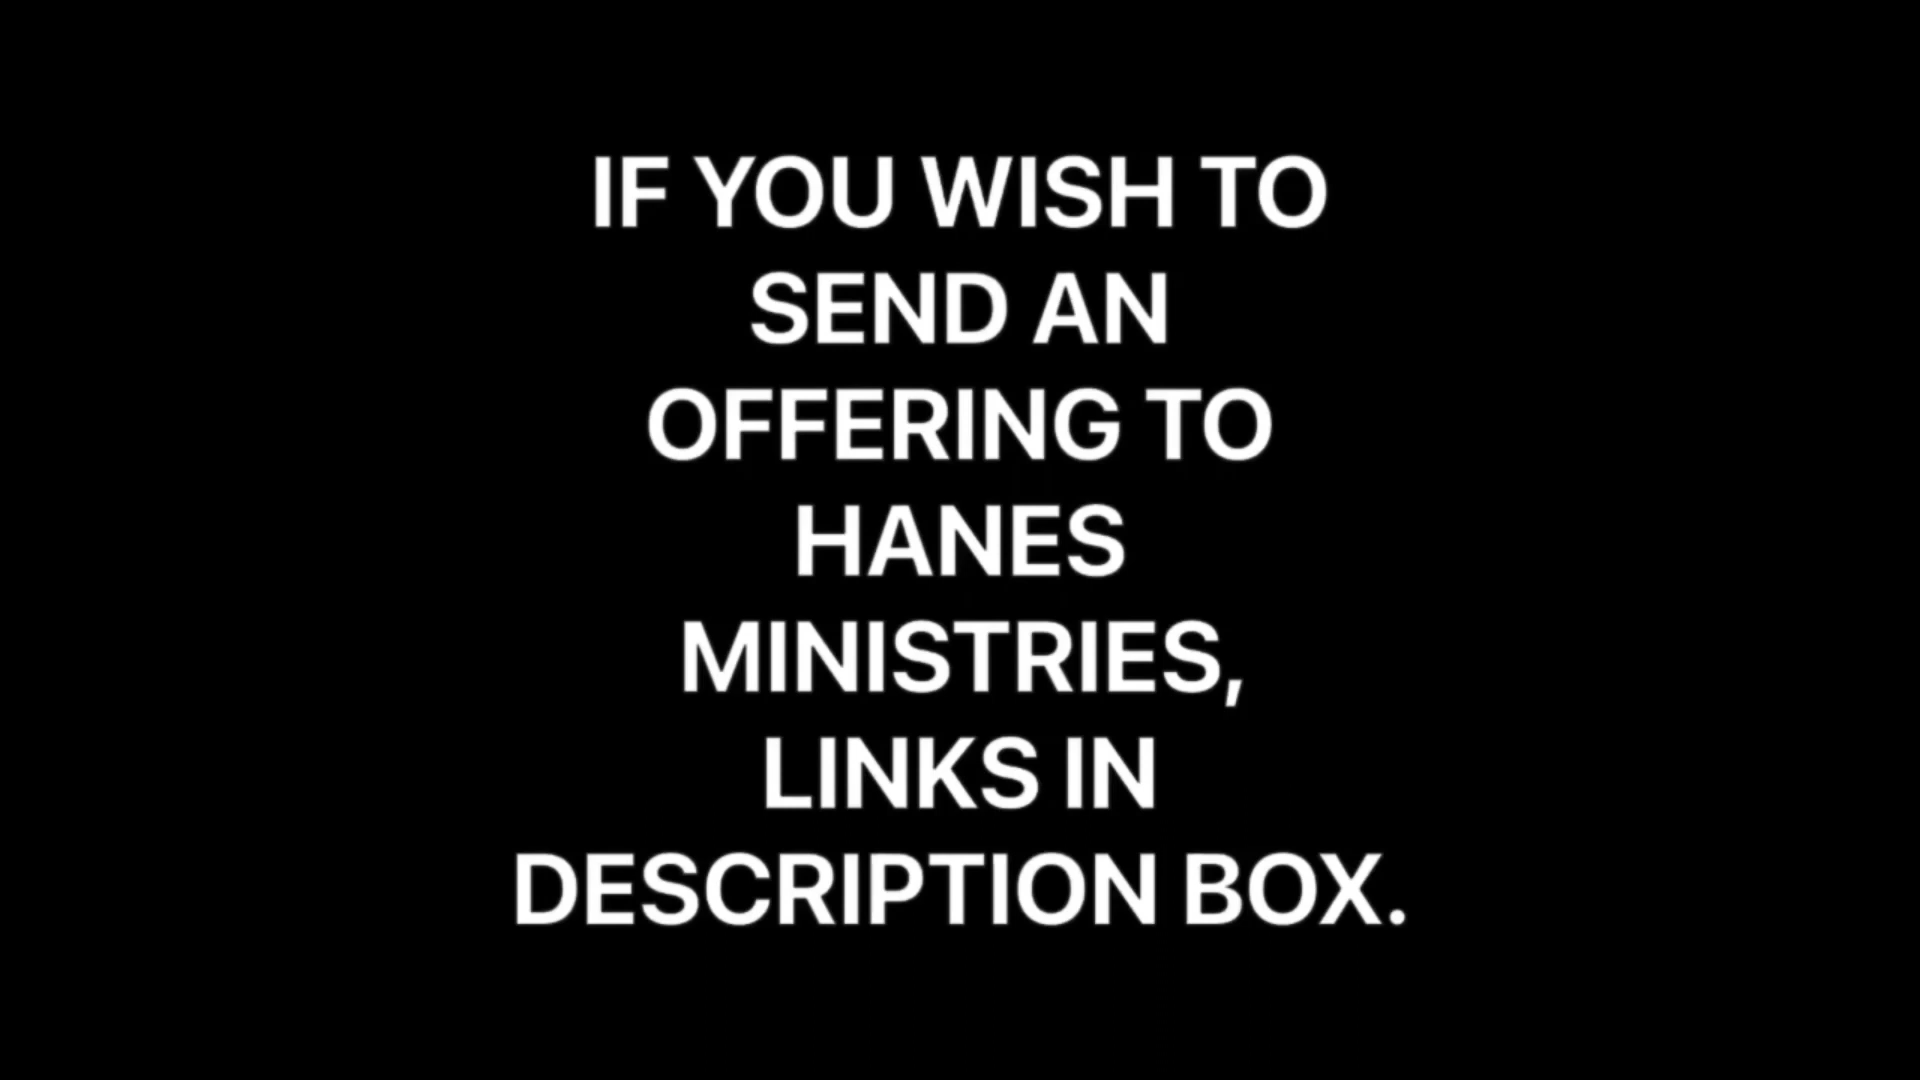 IF YOU WISH TO
SEND AN
OFFERING TO
HANES
MINISTRIES,
LINKS IN
DESCRIPTION BOX.